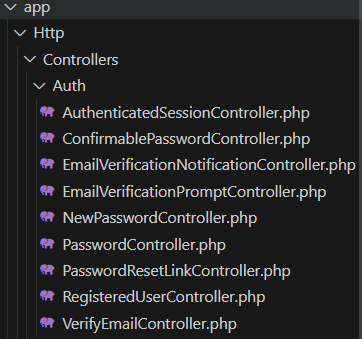 app
Http
Controllers
Auth
AuthenticatedSessionController.php
ConfirmablePasswordController.php
EmailVerificationNotificationController.php
EmailVerificationPromptController.php
NewPasswordController.php
PasswordController.php
PasswordResetLinkController.php
RegisteredUserController.php
VerifyEmailController.php